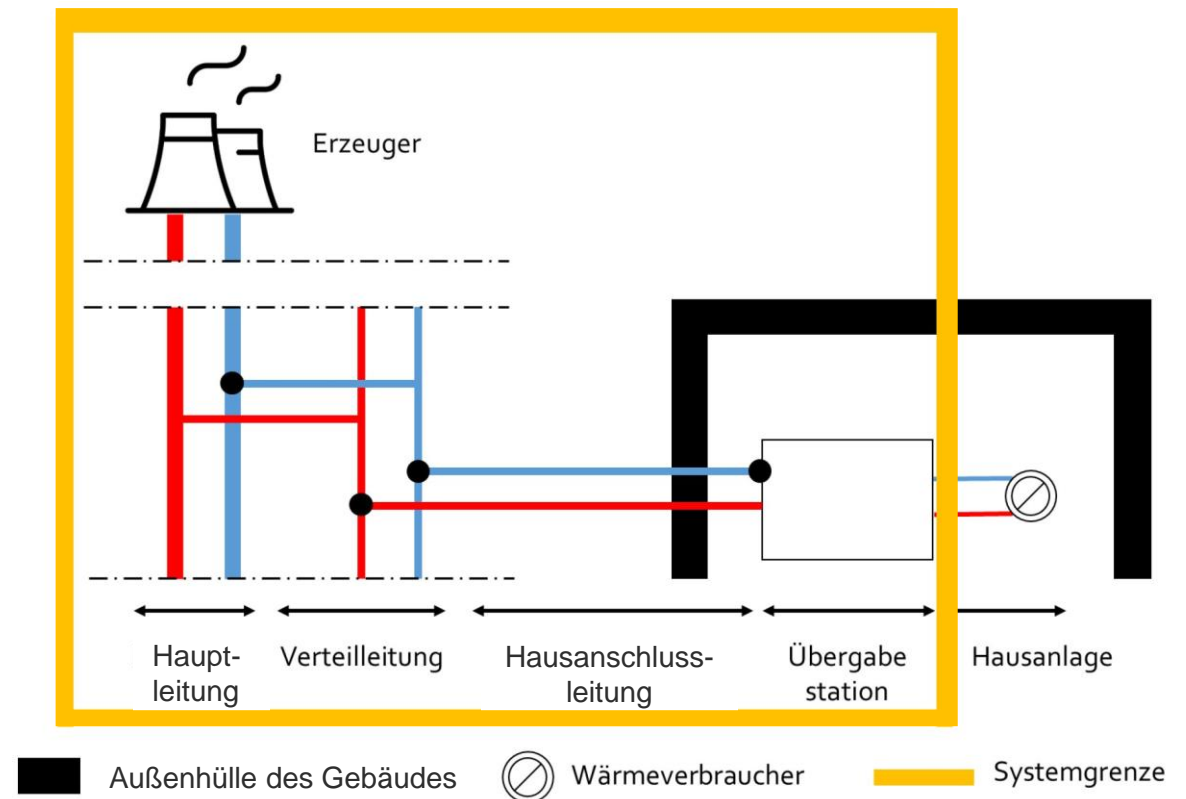 Erzeuger
Haupt-
leitung
Verteilleitung
Hausanschluss-
leitung
Übergabe
station
Hausanlage
Außenhülle des Gebäudes
Wärmeverbraucher
Systemgrenze